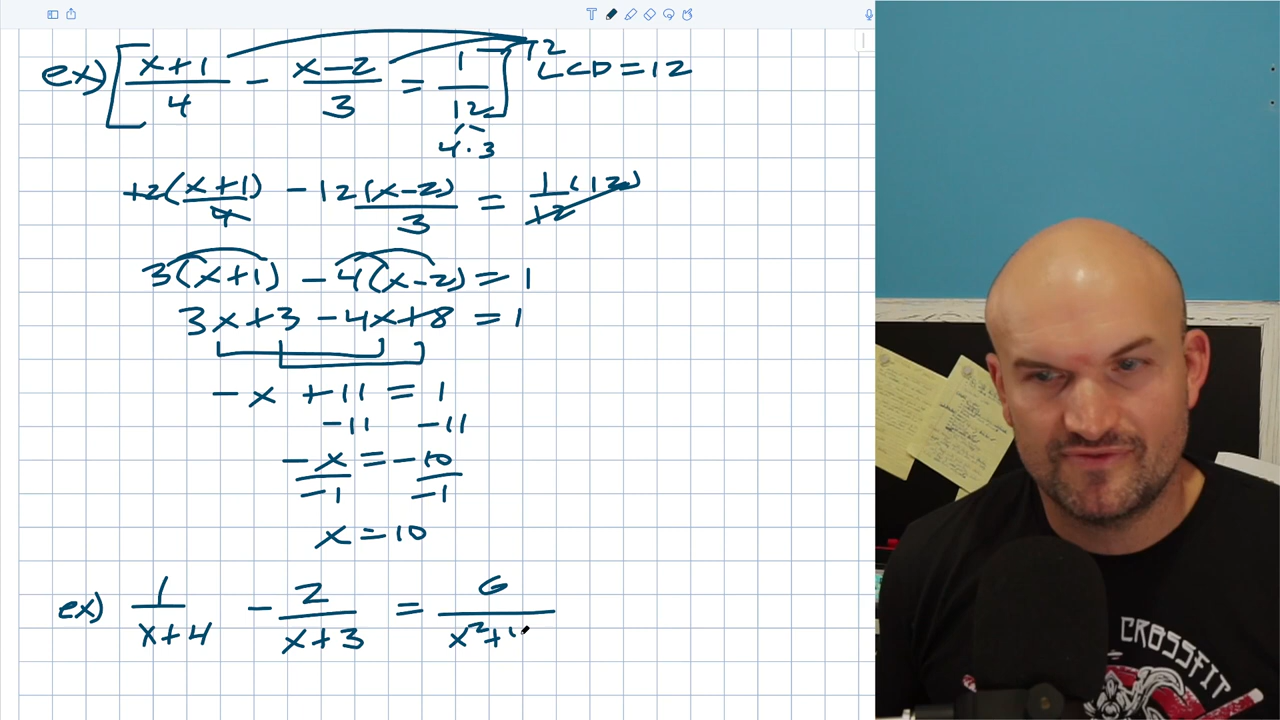 ex) [ (x+1)/4 - (x-2)/3 = 1/12 ] 12 LCD = 12
4·3
12(x+1)/4 - 12(x-2)/3 = 1(12)/12
3(x+1) - 4(x-2) = 1
3x+3 - 4x+8 = 1
-x + 11 = 1
-11 -11
-x = -10
-1 -1
x = 10
ex) 1/(x+4) - 2/(x+3) = 6/(x²+
CROSSFIT